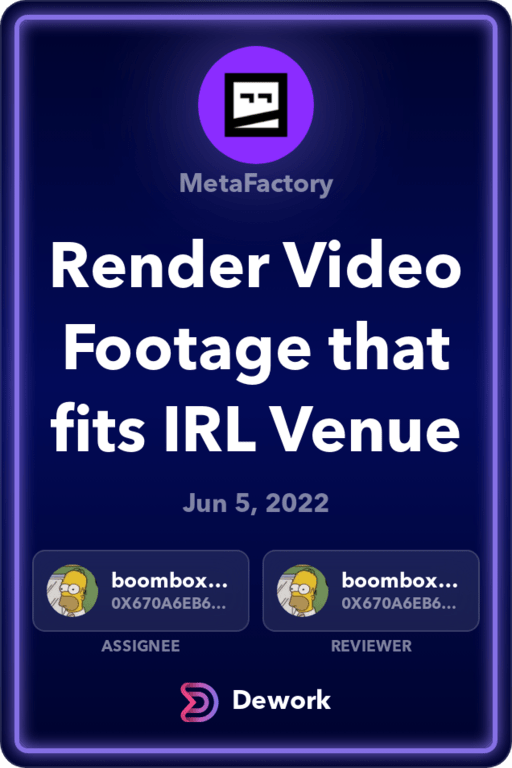 MetaFactory
Render Video
Footage that
fits IRL Venue
Jun 5, 2022
boombox...
0X670A6EB6...
ASSIGNEE
boombox...
0X670A6EB6...
REVIEWER
Dework